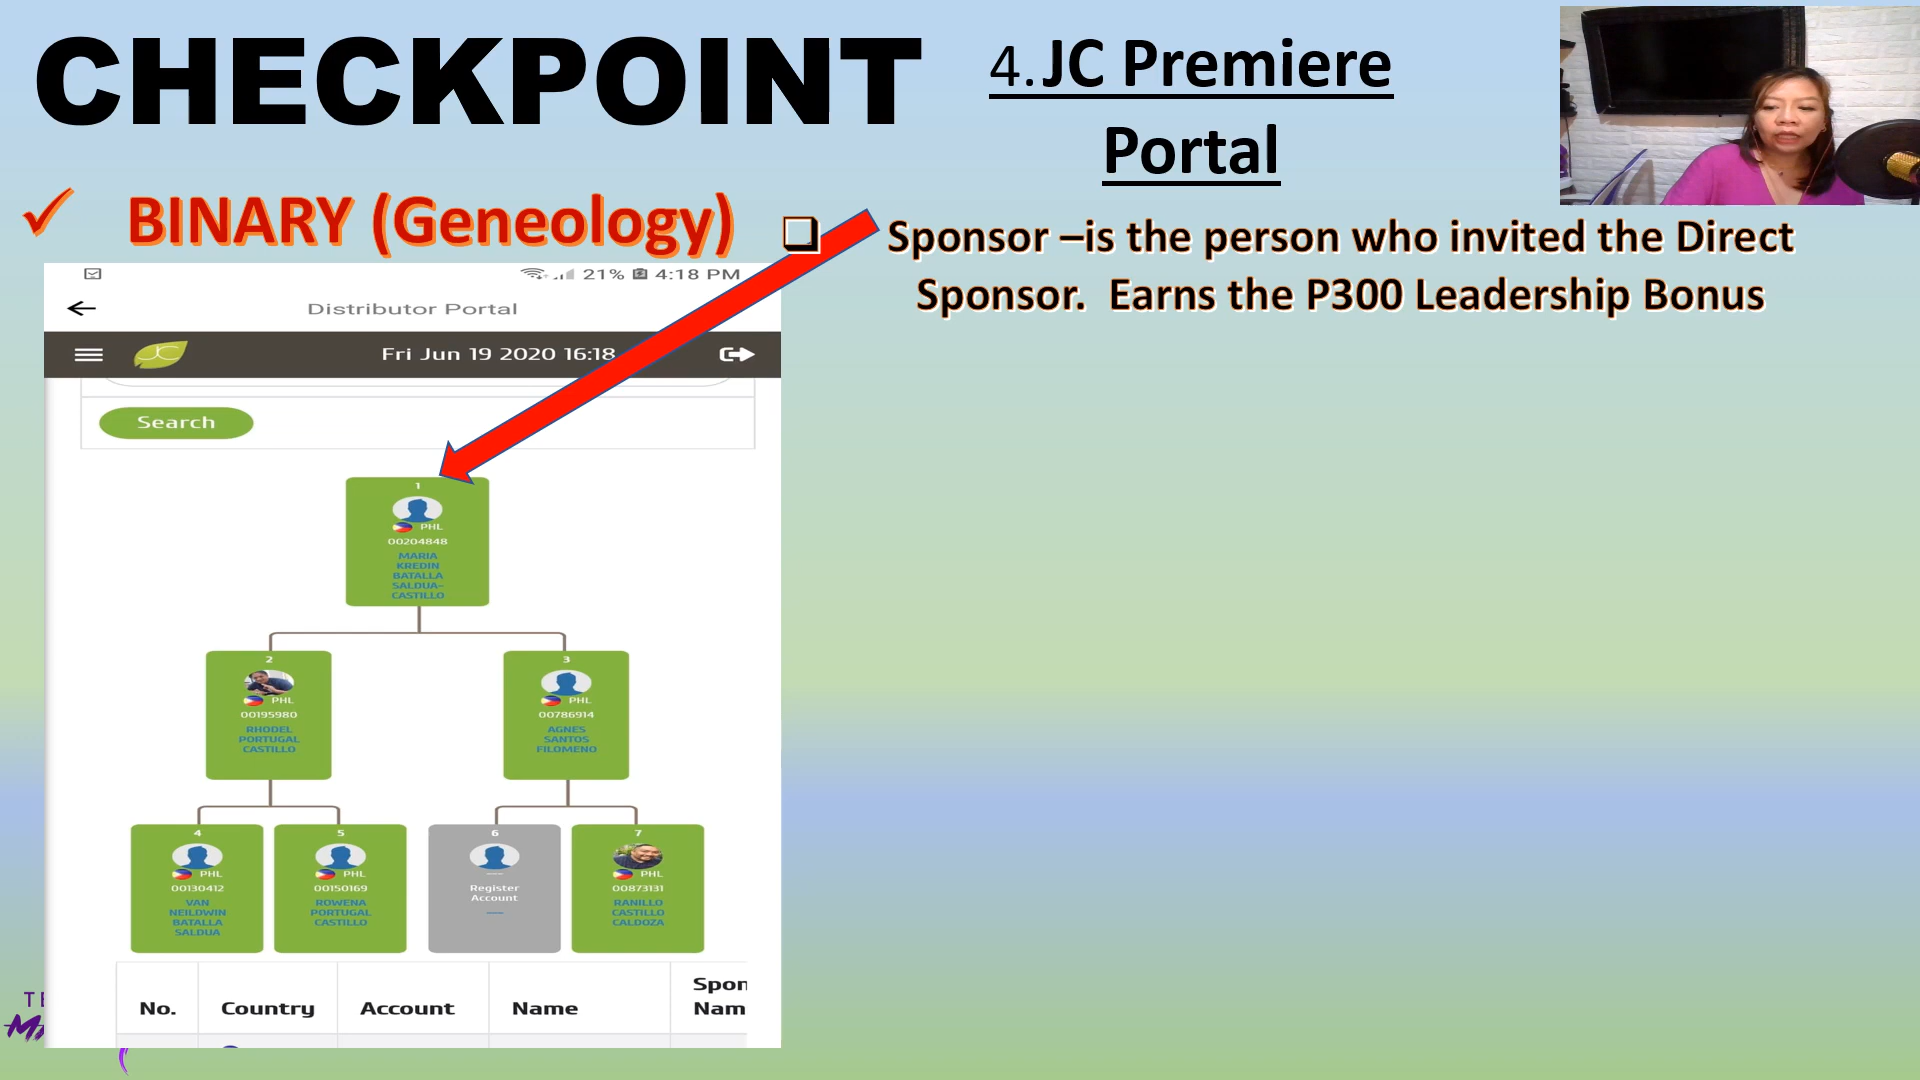 CHECKPOINT
4. JC Premiere
Portal
✓ BINARY (Geneology)
Sponsor –is the person who invited the Direct
Sponsor. Earns the P300 Leadership Bonus
21% 4:18 PM
Distributor Portal
JC
Fri Jun 19 2020 16:18
Search
1
PHL
00204848
MARIA
KREDIN
BATALLA
SALDUA-
CASTILLO
2
PHL
00195980
RHODEL
PORTUGAL
CASTILLO
3
PHL
00786914
AGNES
SANTOS
FILOMENO
4
PHL
00130412
VAN
NEILDWIN
BATALLA
SALDUA
5
PHL
00150169
ROWENA
PORTUGAL
CASTILLO
6
Register
Account
7
PHL
00873131
RANILLO
CASTILLO
CALDOZA
No. Country Account Name Spon
Nam
TE